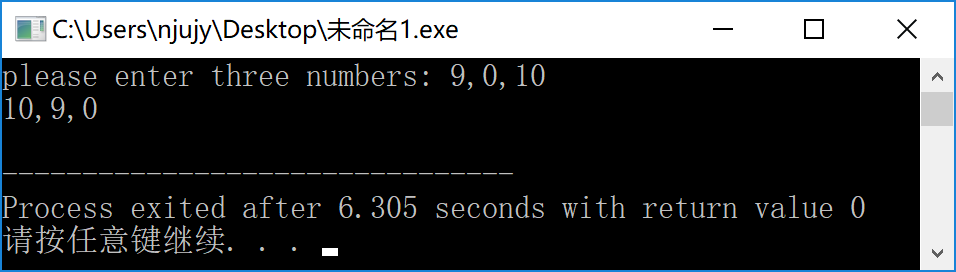 C:\Users\njujy\Desktop\未命名1.exe
please enter three numbers: 9,0,10
10,9,0
--------------------------------
Process exited after 6.305 seconds with return value 0
请按任意键继续. . .